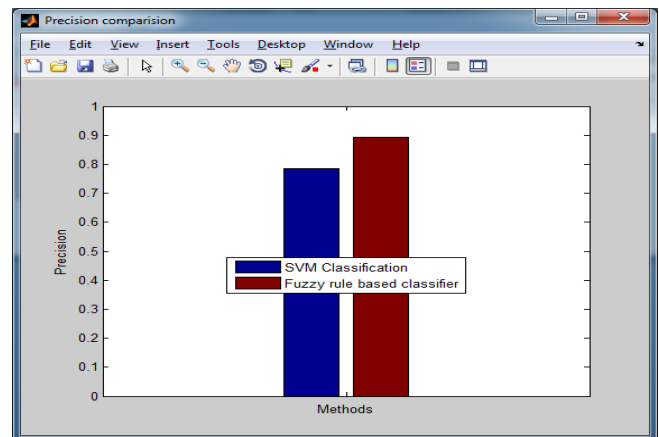 Precision comparision
File Edit View Insert Tools Desktop Window Help
1
0.9
0.8
0.7
0.6
0.5
0.4
0.3
0.2
0.1
0
Precision
SVM Classification
Fuzzy rule based classifier
Methods